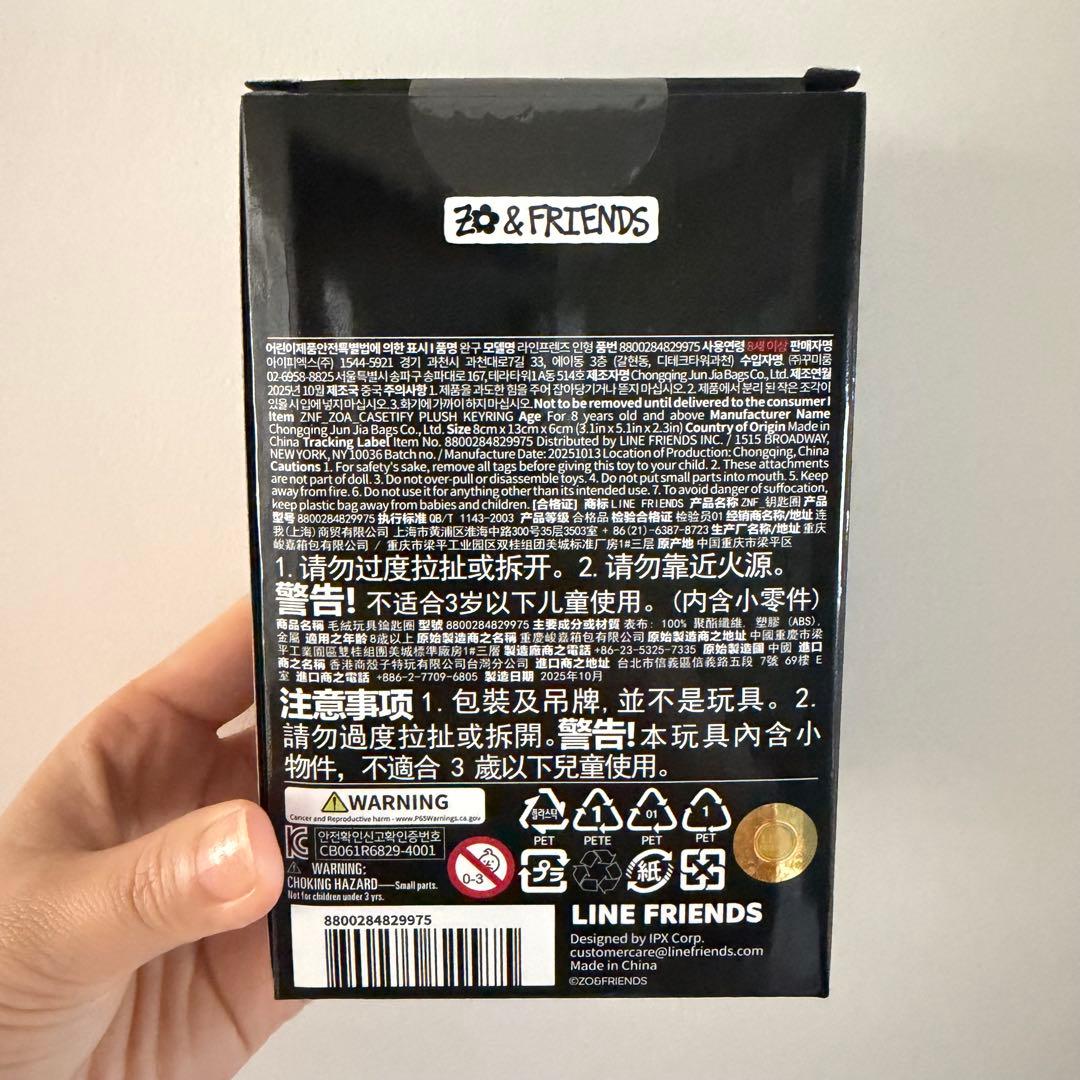 ZO & FRIENDS
어린이제품안전특별법에 의한 표시 I 품명 완구 모델명 라인프렌즈 인형 품번 8800284829975 사용연령 8세 이상 판매자명
아이피엑스(주) 1544-5921 경기 과천시 과천대로7길 33, 에이동 3층 (갈현동, 디테크타워과천) 수입자명 ㈜꾸미몸
02-6958-8825 서울특별시 송파구 송파대로 167, 테라타워1 A동 514호 제조자명 Chongqing Jun Jia Bags Co., Ltd. 제조연월
2025년 10월 제조국 중국 주의사항 1. 제품을 과도한 힘을 주어 잡아당기거나 뜯지 마십시오. 2. 제품에서 분리 된 작은 조각이
있을 시 입에 넣지 마십시오. 3. 화기에 가까이 하지 마십시오. Not to be removed until delivered to the consumer I
Item ZNF_ZOA_CASETIFY PLUSH KEYRING Age For 8 years old and above Manufacturer Name
Chongqing Jun Jia Bags Co., Ltd. Size 8cm x 13cm x 6cm (3.1in x 5.1in x 2.3in) Country of Origin Made in
China Tracking Label Item No. 8800284829975 Distributed by LINE FRIENDS INC. / 1515 BROADWAY,
NEW YORK, NY 10036 Batch no. / Manufacture Date: 20251013 Location of Production: Chongqing, China
Cautions 1. For safety's sake, remove all tags before giving this toy to your child. 2. These attachments
are not part of doll. 3. Do not over-pull or disassemble toys. 4. Do not put small parts into mouth. 5. Keep
away from fire. 6. Do not use it for anything other than its intended use. 7. To avoid danger of suffocation,
keep plastic bag away from babies and children. [合格证] 商标 LINE FRIENDS 产品名称 ZNF 钥匙圈 产品
型号 8800284829975 执行标准 QB/T 1143-2003 产品等级 合格品 检验合格证 检验员01 经销商名称/地址 连
我 (上海) 商贸有限公司 上海市黄浦区淮海中路300号35层3503室 + 86 (21)-6387-8723 生产厂名称/地址 重庆
峻嘉箱包有限公司 / 重庆市梁平工业园区双桂组团美城标准厂房1#三层 原产地 中国重庆市梁平区
1. 请勿过度拉扯或拆开。2. 请勿靠近火源。
警告! 不适合3岁以下儿童使用。(内含小零件)
商品名稱 毛絨玩具鑰匙圈 型號 8800284829975 主要成分或材質 表布: 100% 聚酯纖維, 塑膠 (ABS),
金屬 適用之年齡 8歲以上 原始製造商之名稱 重慶峻嘉箱包有限公司 原始製造商之地址 中國重慶市梁
平工業園區雙桂組團美城標準廠房1#三層 製造廠商之電話 +86-23-5325-7335 原始製造國 中國 進口
商之名稱 香港商殼子特玩有限公司台灣分公司 進口商之地址 台北市信義區信義路五段 7號 69樓 E
室 進口商之電話 +886-2-7709-6805 製造日期 2025年10月
注意事项 1. 包裝及吊牌, 並不是玩具。2.
請勿過度拉扯或拆開。警告! 本玩具內含小
物件, 不適合 3 歲以下兒童使用。
WARNING
Cancer and Reproductive harm - www.P65Warnings.ca.gov
안전확인신고확인증번호
CB061R6829-4001
WARNING:
CHOKING HAZARD—Small parts.
Not for children under 3 yrs.
0-3
플라스틱
PET
1
PETE
01
PET
1
PET
プラ
紙
8800284829975
LINE FRIENDS
Designed by IPX Corp.
customercare@linefriends.com
Made in China
©ZO&FRIENDS